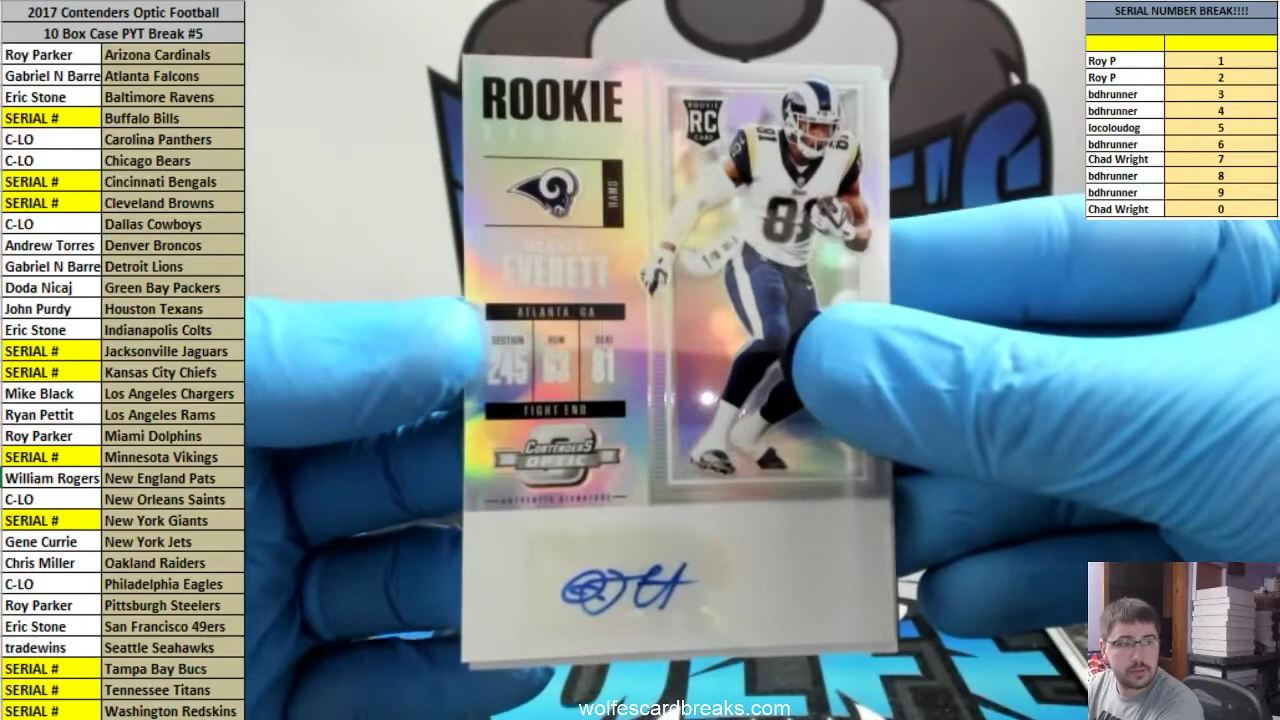 2017 Contenders Optic Football
10 Box Case PYT Break #5
Roy Parker Arizona Cardinals
Gabriel N Barre Atlanta Falcons
Eric Stone Baltimore Ravens
SERIAL # Buffalo Bills
C-LO Carolina Panthers
C-LO Chicago Bears
SERIAL # Cincinnati Bengals
SERIAL # Cleveland Browns
C-LO Dallas Cowboys
Andrew Torres Denver Broncos
Gabriel N Barre Detroit Lions
Doda Nicaj Green Bay Packers
John Purdy Houston Texans
Eric Stone Indianapolis Colts
SERIAL # Jacksonville Jaguars
SERIAL # Kansas City Chiefs
Mike Black Los Angeles Chargers
Ryan Pettit Los Angeles Rams
Roy Parker Miami Dolphins
SERIAL # Minnesota Vikings
William Rogers New England Pats
C-LO New Orleans Saints
SERIAL # New York Giants
Gene Currie New York Jets
Chris Miller Oakland Raiders
C-LO Philadelphia Eagles
Roy Parker Pittsburgh Steelers
Eric Stone San Francisco 49ers
tradewins Seattle Seahawks
SERIAL # Tampa Bay Bucs
SERIAL # Tennessee Titans
SERIAL # Washington Redskins
ROOKIE
RAMS
EVERETT
ATLANTA GA
SECTION ROW SEAT
245 63 81
TIGHT END
CONTENDERS
OPTIC
AUTHENTIC SIGNATURE
ROOKIE
RC
CARD
81
wolfescardbreaks.com
SERIAL NUMBER BREAK!!!!
Roy P 1
Roy P 2
bdhrunner 3
bdhrunner 4
locoloudog 5
bdhrunner 6
Chad Wright 7
bdhrunner 8
bdhrunner 9
Chad Wright 0